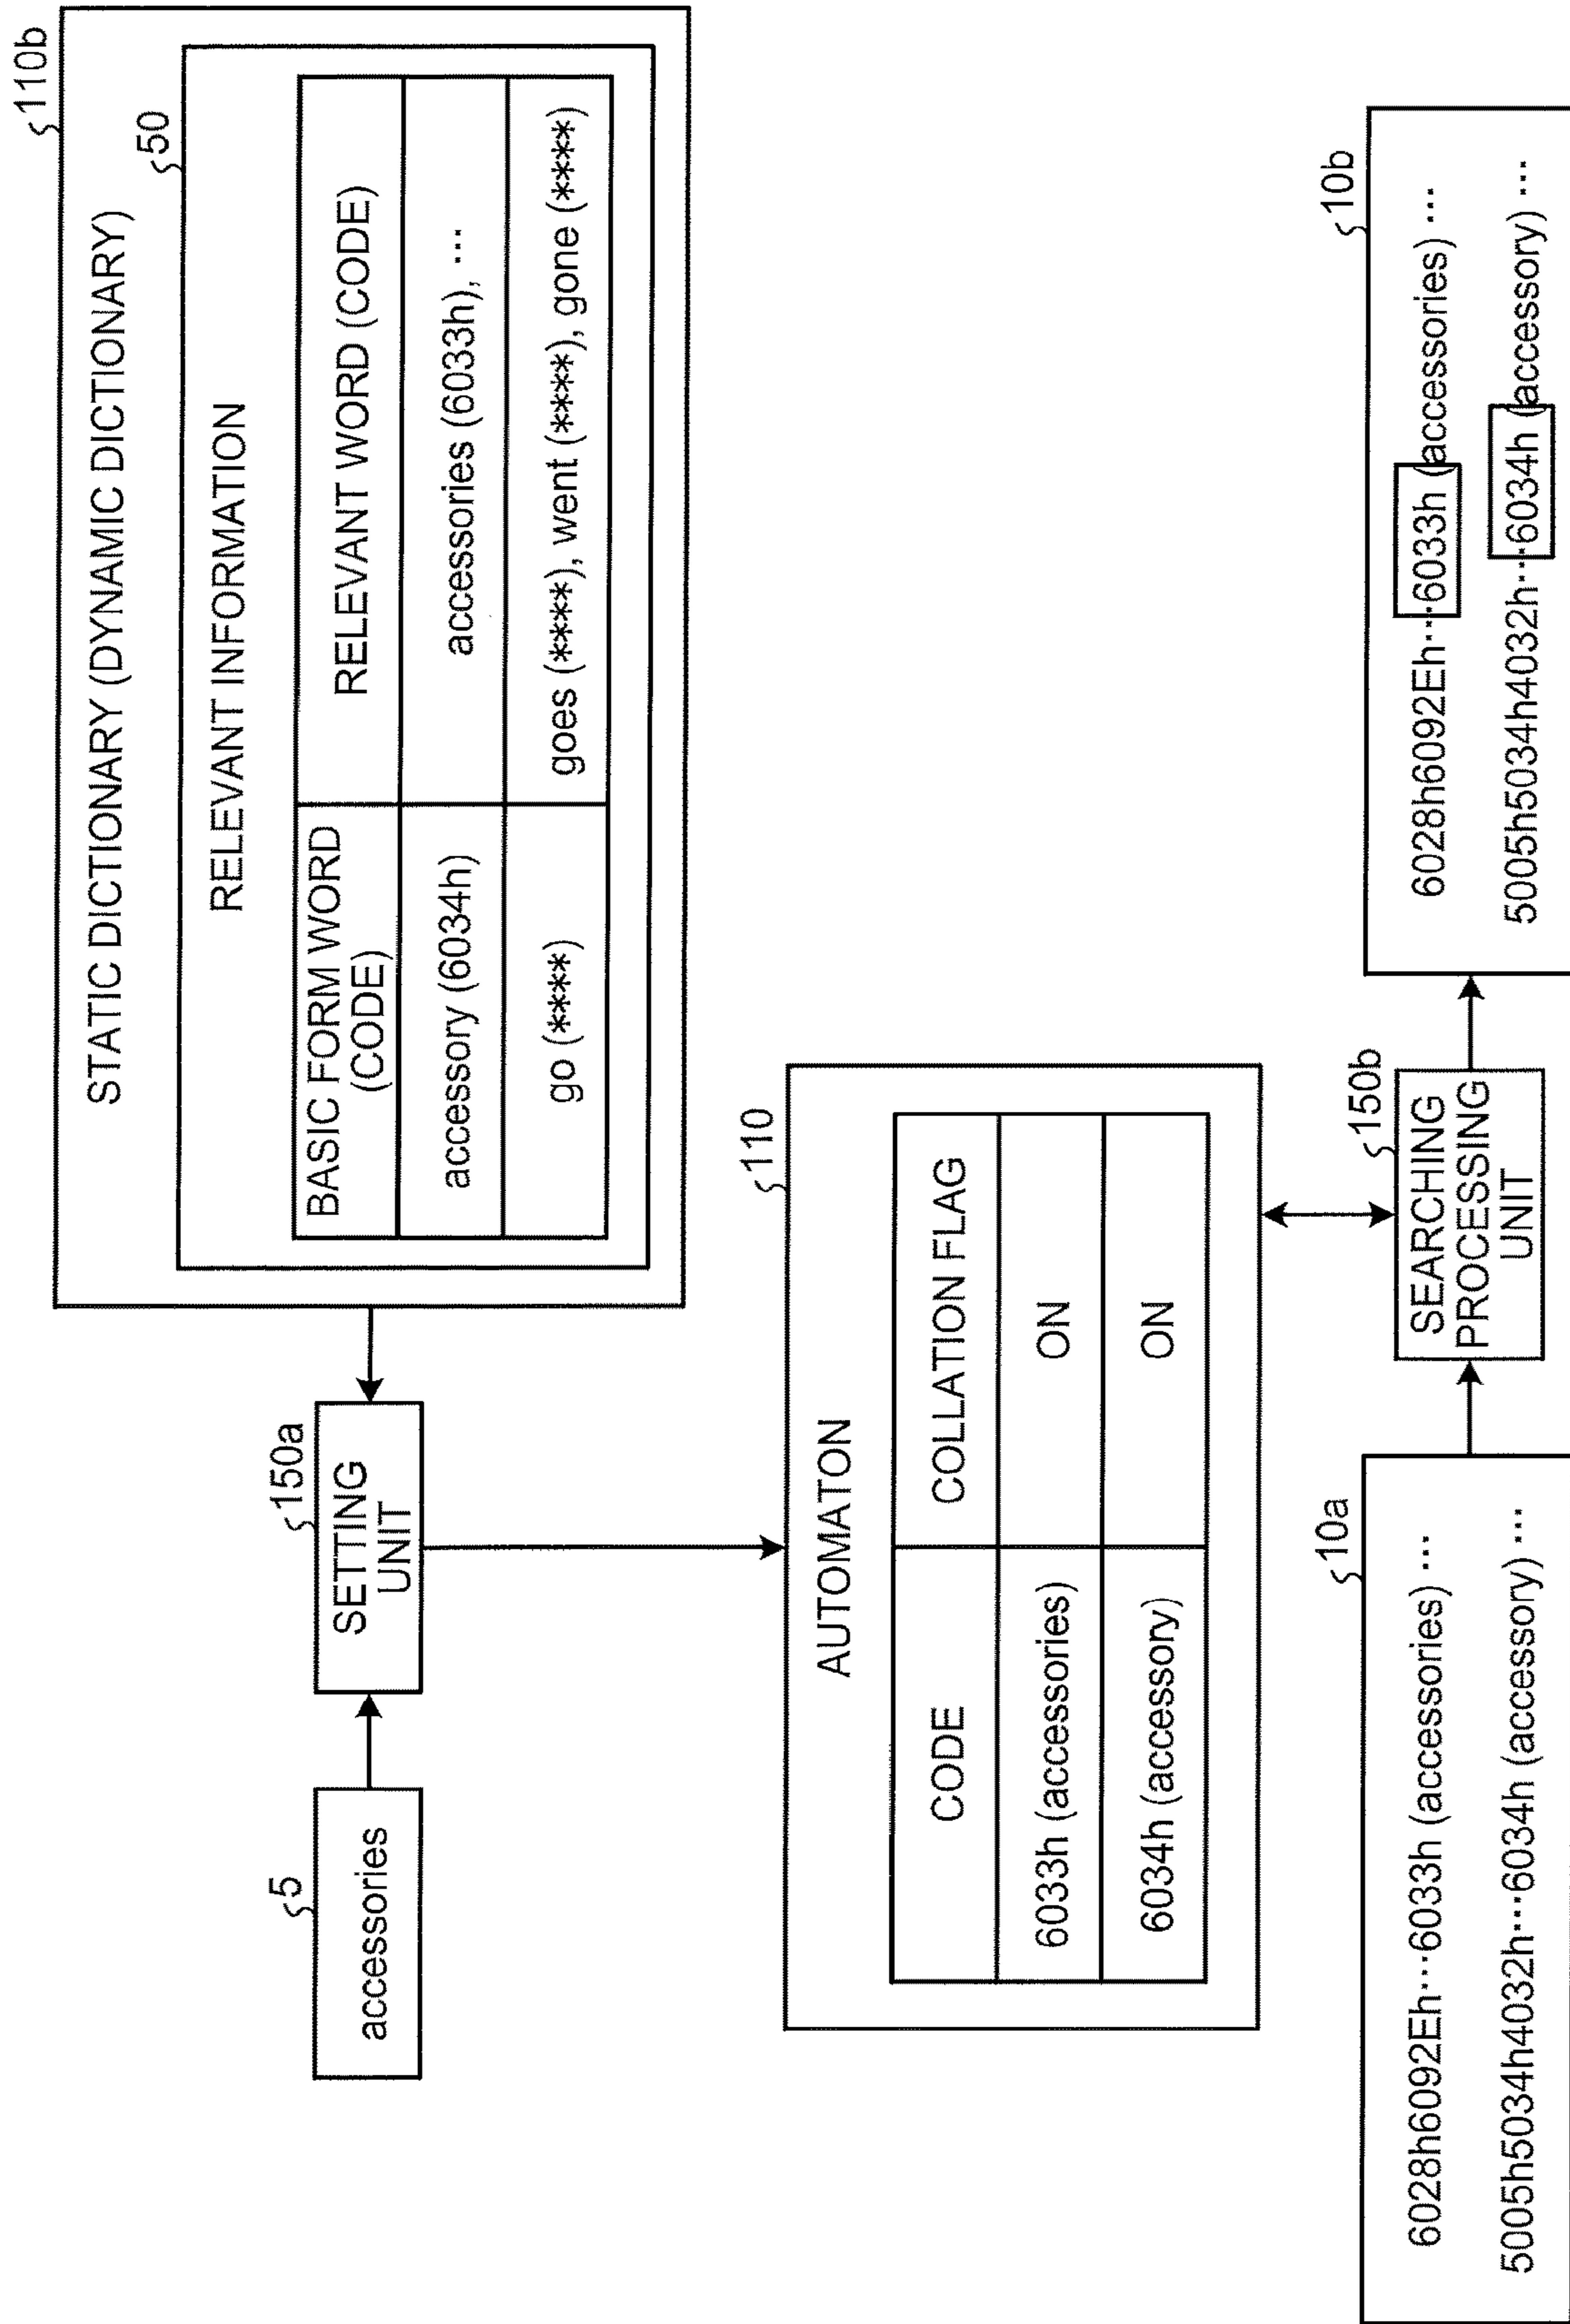 110b
STATIC DICTIONARY (DYNAMIC DICTIONARY)
50
RELEVANT INFORMATION
BASIC FORM WORD (CODE)
RELEVANT WORD (CODE)
accessory (6034h)
accessories (6033h), ...
go (****)
goes (****), went (****), gone (****)
5
accessories
150a
SETTING
UNIT
110
AUTOMATON
CODE
COLLATION FLAG
6033h (accessories)
ON
6034h (accessory)
ON
10a
6028h6092Eh...6033h (accessories) ...
5005h5034h4032h...6034h (accessory) ...
150b
SEARCHING
PROCESSING
UNIT
10b
6028h6092Eh...6033h (accessories) ...
5005h5034h4032h...6034h (accessory) ...